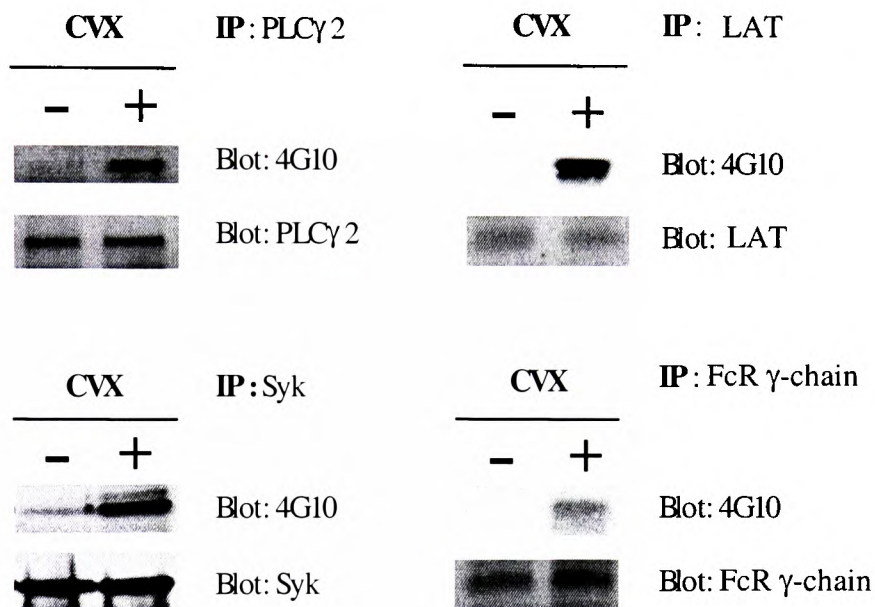 CVX IP: PLCγ2
- +
Blot: 4G10
Blot: PLCγ2
CVX IP: LAT
- +
Blot: 4G10
Blot: LAT
CVX IP: Syk
- +
Blot: 4G10
Blot: Syk
CVX IP: FcR γ-chain
- +
Blot: 4G10
Blot: FcR γ-chain